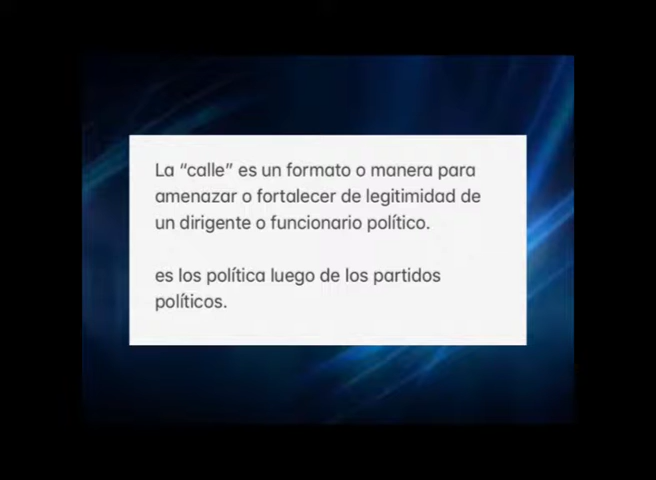 La “calle” es un formato o manera para
amenazar o fortalecer de legitimidad de
un dirigente o funcionario político.
es los política luego de los partidos
políticos.